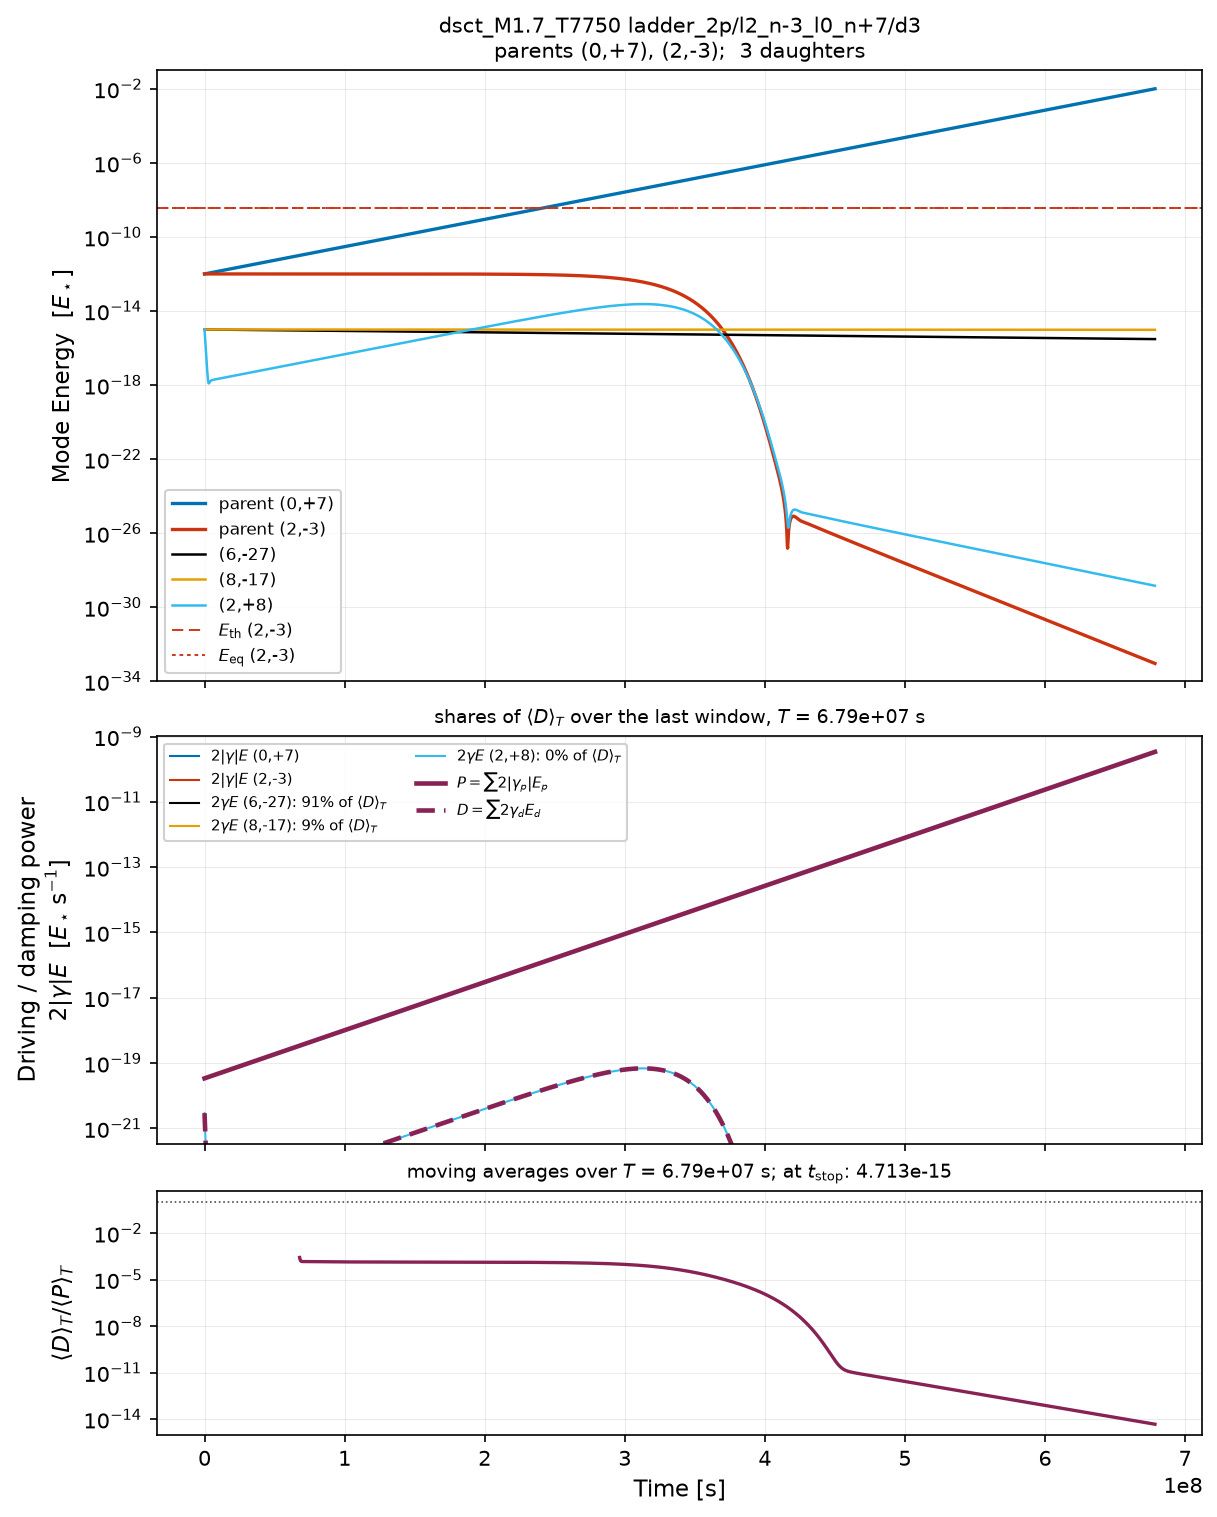 dsct_M1.7_T7750 ladder_2p/l2_n-3_l0_n+7/d3
parents (0,+7), (2,-3);  3 daughters
Mode Energy [E⋆]
10⁻²
10⁻⁶
10⁻¹⁰
10⁻¹⁴
10⁻¹⁸
10⁻²²
10⁻²⁶
10⁻³⁰
10⁻³⁴
parent (0,+7)
parent (2,-3)
(6,-27)
(8,-17)
(2,+8)
E_th (2,-3)
E_eq (2,-3)
shares of ⟨D⟩_T over the last window, T = 6.79e+07 s
Driving / damping power
2|γ|E [E⋆ s⁻¹]
10⁻⁹
10⁻¹¹
10⁻¹³
10⁻¹⁵
10⁻¹⁷
10⁻¹⁹
10⁻²¹
2|γ|E (0,+7)
2|γ|E (2,-3)
2γE (6,-27): 91% of ⟨D⟩_T
2γE (8,-17): 9% of ⟨D⟩_T
2γE (2,+8): 0% of ⟨D⟩_T
P = ∑2|γ_p|E_p
D = ∑2γ_dE_d
moving averages over T = 6.79e+07 s; at t_stop: 4.713e-15
⟨D⟩_T/⟨P⟩_T
10⁻²
10⁻⁵
10⁻⁸
10⁻¹¹
10⁻¹⁴
0 1 2 3 4 5 6 7
1e8
Time [s]